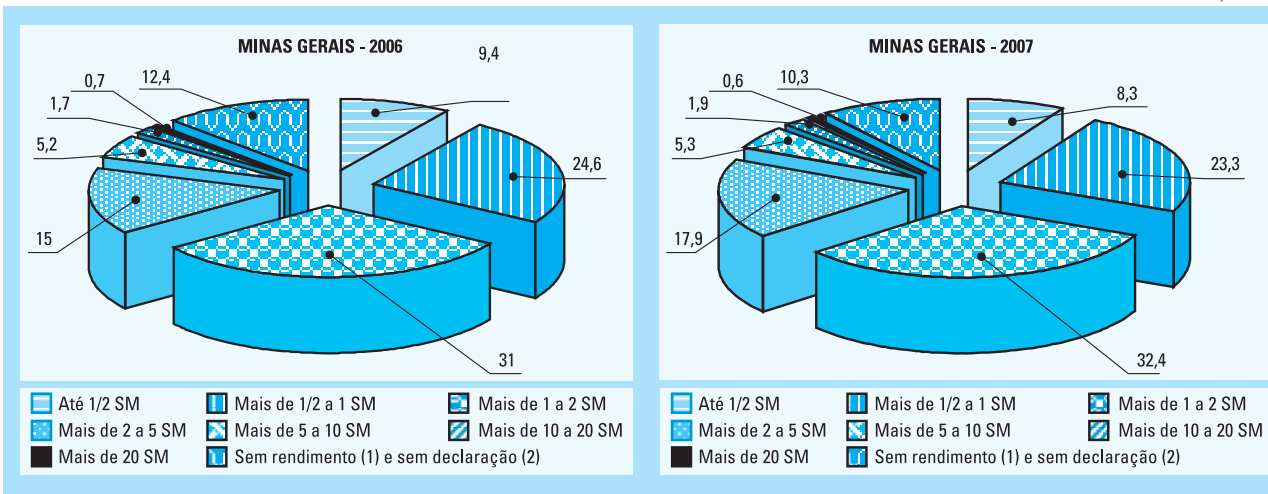 MINAS GERAIS - 2006
9,4
12,4
0,7
1,7
5,2
24,6
15
31
Até 1/2 SM
Mais de 1/2 a 1 SM
Mais de 1 a 2 SM
Mais de 2 a 5 SM
Mais de 5 a 10 SM
Mais de 10 a 20 SM
Mais de 20 SM
Sem rendimento (1) e sem declaração (2)
MINAS GERAIS - 2007
10,3
0,6
8,3
1,9
5,3
23,3
17,9
32,4
Até 1/2 SM
Mais de 1/2 a 1 SM
Mais de 1 a 2 SM
Mais de 2 a 5 SM
Mais de 5 a 10 SM
Mais de 10 a 20 SM
Mais de 20 SM
Sem rendimento (1) e sem declaração (2)